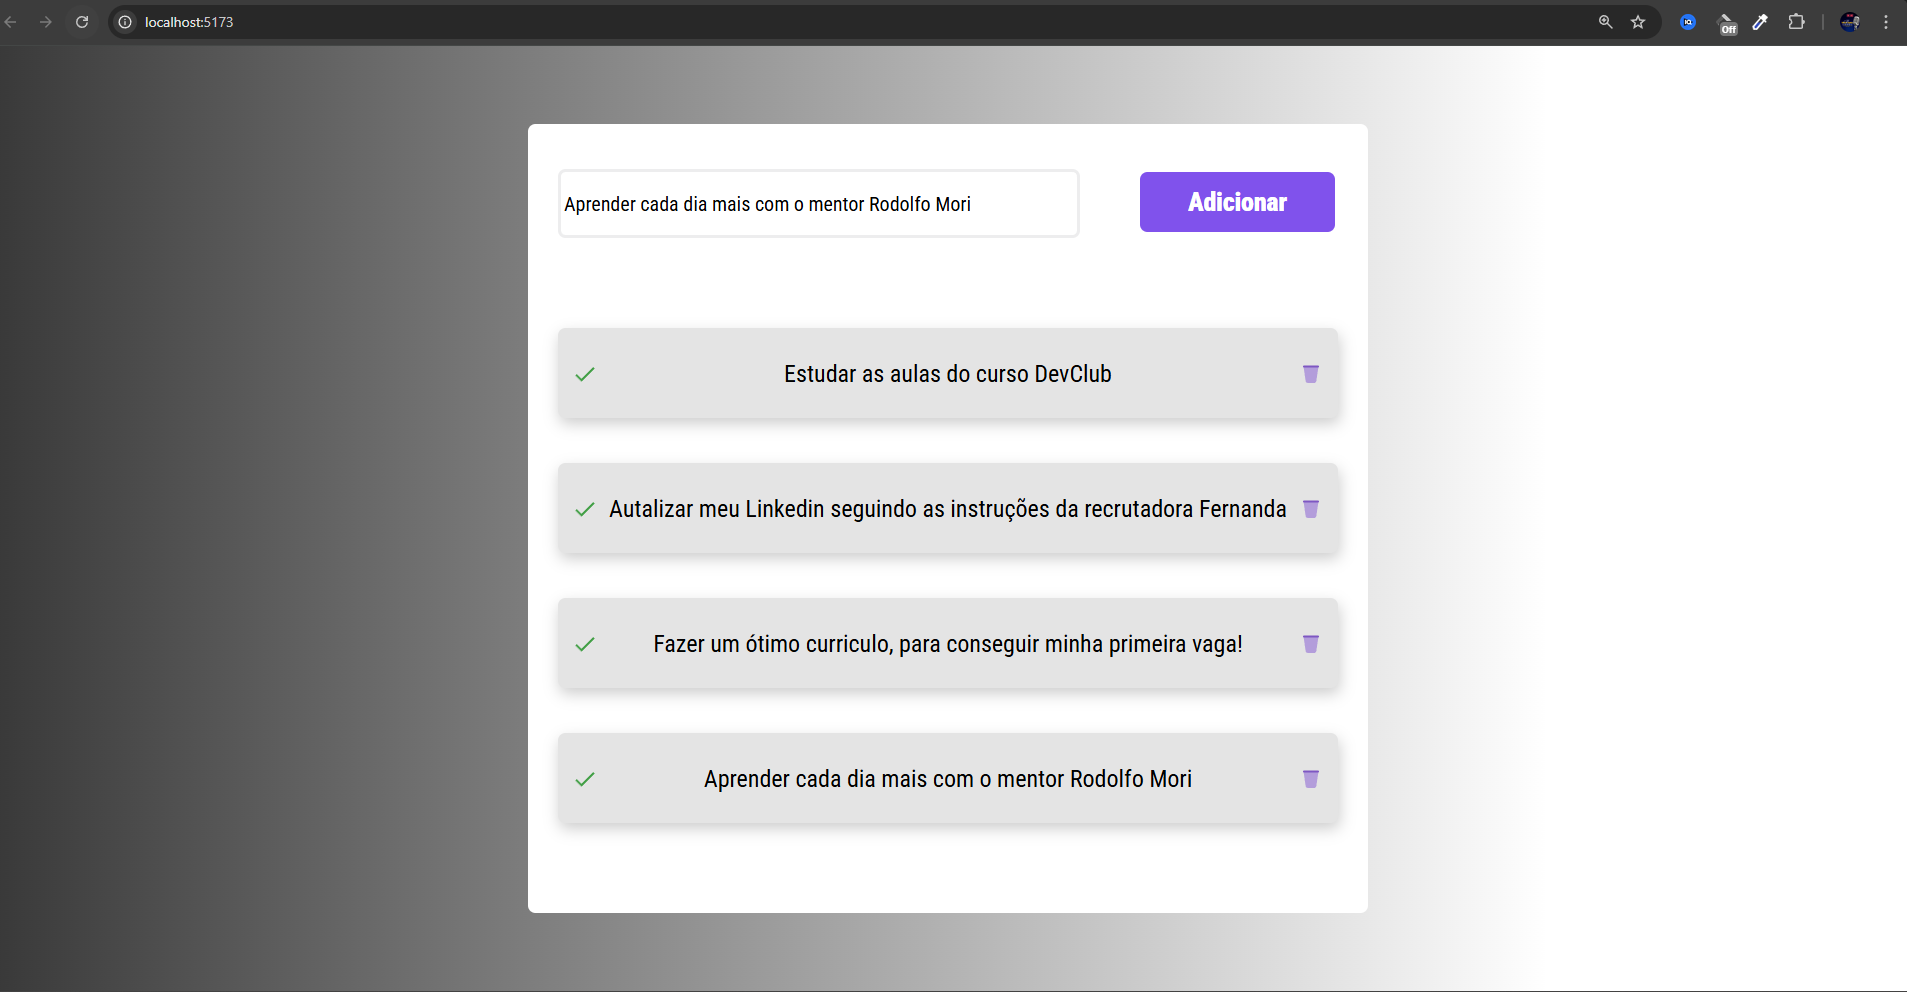 localhost:5173
Off
Aprender cada dia mais com o mentor Rodolfo Mori
Adicionar
Estudar as aulas do curso DevClub
Autalizar meu Linkedin seguindo as instruções da recrutadora Fernanda
Fazer um ótimo curriculo, para conseguir minha primeira vaga!
Aprender cada dia mais com o mentor Rodolfo Mori